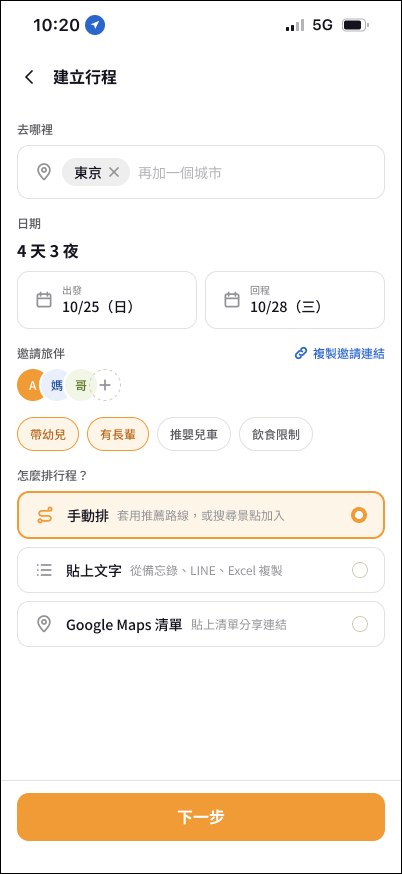 10:20 5G
建立行程
去哪裡
東京 再加一個城市
日期
4 天 3 夜
出發
10/25（日）
回程
10/28（三）
邀請旅伴 複製邀請連結
A 媽 哥
帶幼兒 有長輩 推嬰兒車 飲食限制
怎麼排行程？
手動排 套用推薦路線，或搜尋景點加入
貼上文字 從備忘錄、LINE、Excel 複製
Google Maps 清單 貼上清單分享連結
下一步